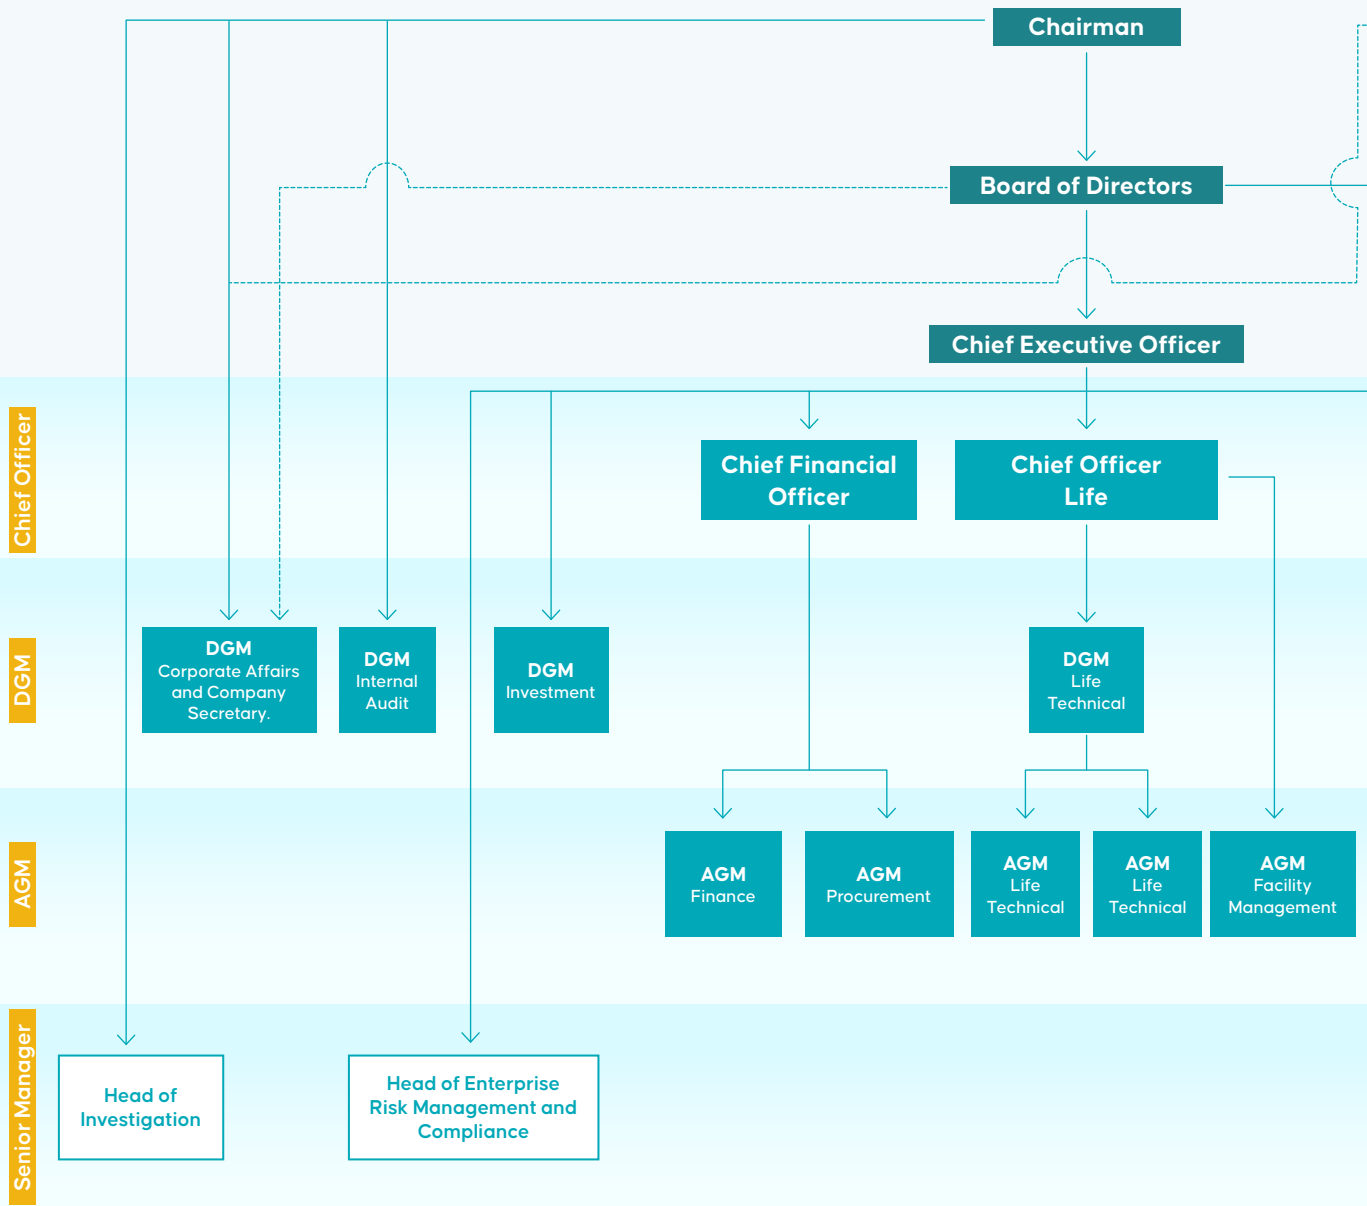 Chairman
Board of Directors
Chief Executive Officer
Chief Officer
Chief Financial
Officer
Chief Officer
Life
DGM
DGM
Corporate Affairs
and Company
Secretary.
DGM
Internal
Audit
DGM
Investment
DGM
Life
Technical
AGM
AGM
Finance
AGM
Procurement
AGM
Life
Technical
AGM
Life
Technical
AGM
Facility
Management
Senior Manager
Head of
Investigation
Head of Enterprise
Risk Management and
Compliance